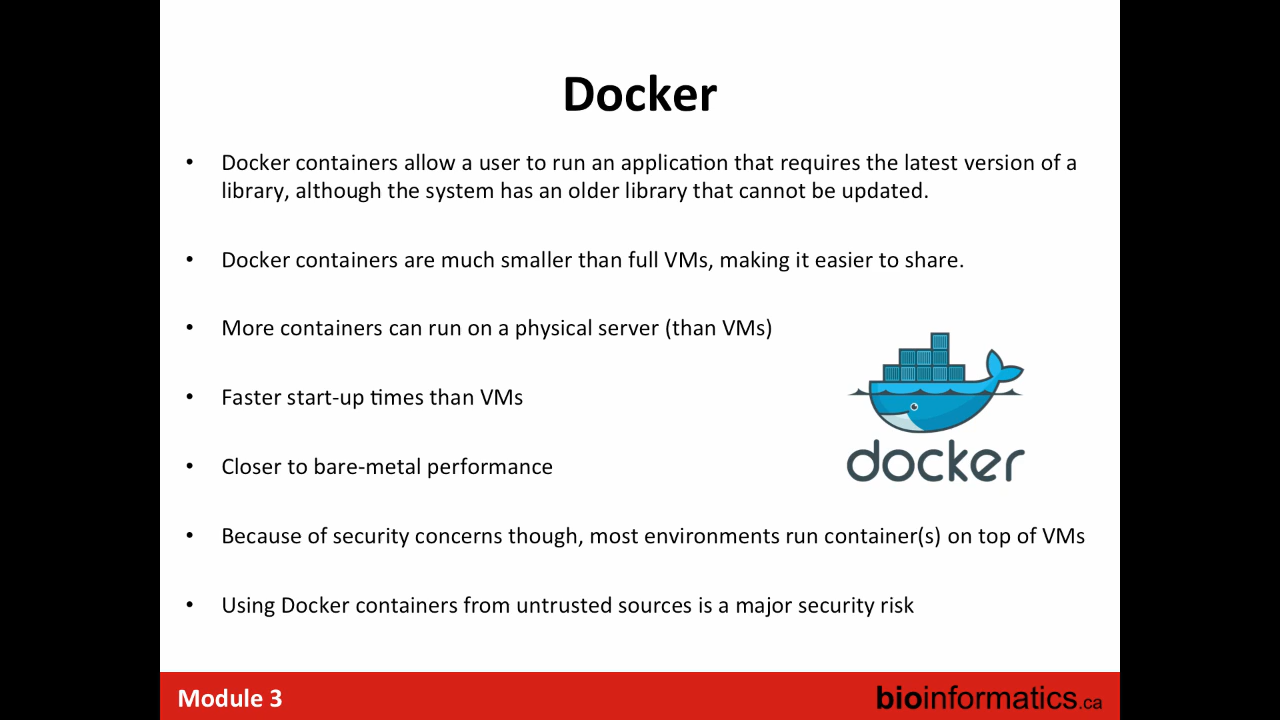 Docker
• Docker containers allow a user to run an application that requires the latest version of a
library, although the system has an older library that cannot be updated.
• Docker containers are much smaller than full VMs, making it easier to share.
• More containers can run on a physical server (than VMs)
• Faster start-up times than VMs
• Closer to bare-metal performance
docker
• Because of security concerns though, most environments run container(s) on top of VMs
• Using Docker containers from untrusted sources is a major security risk
Module 3
bioinformatics.ca